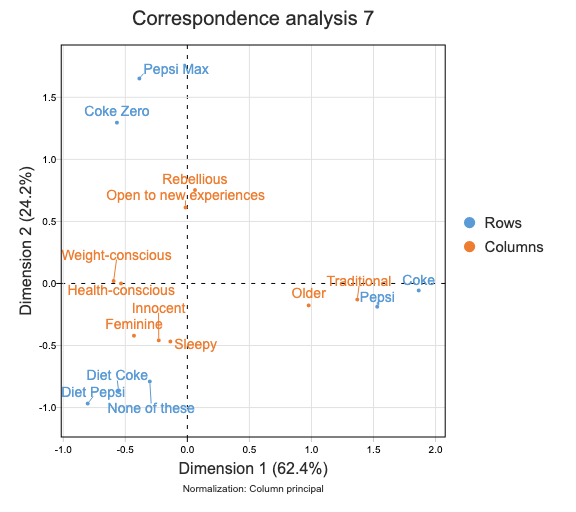 Correspondence analysis 7
Pepsi Max
Coke Zero
Rebellious
Open to new experiences
Weight-conscious
Health-conscious
Traditional
Coke
Older
Pepsi
Innocent
Feminine
Sleepy
Diet Coke
Diet Pepsi
None of these
1.5
1.0
0.5
0.0
-0.5
-1.0
-1.0 -0.5 0.0 0.5 1.0 1.5 2.0
Dimension 2 (24.2%)
Dimension 1 (62.4%)
Normalization: Column principal
Rows
Columns